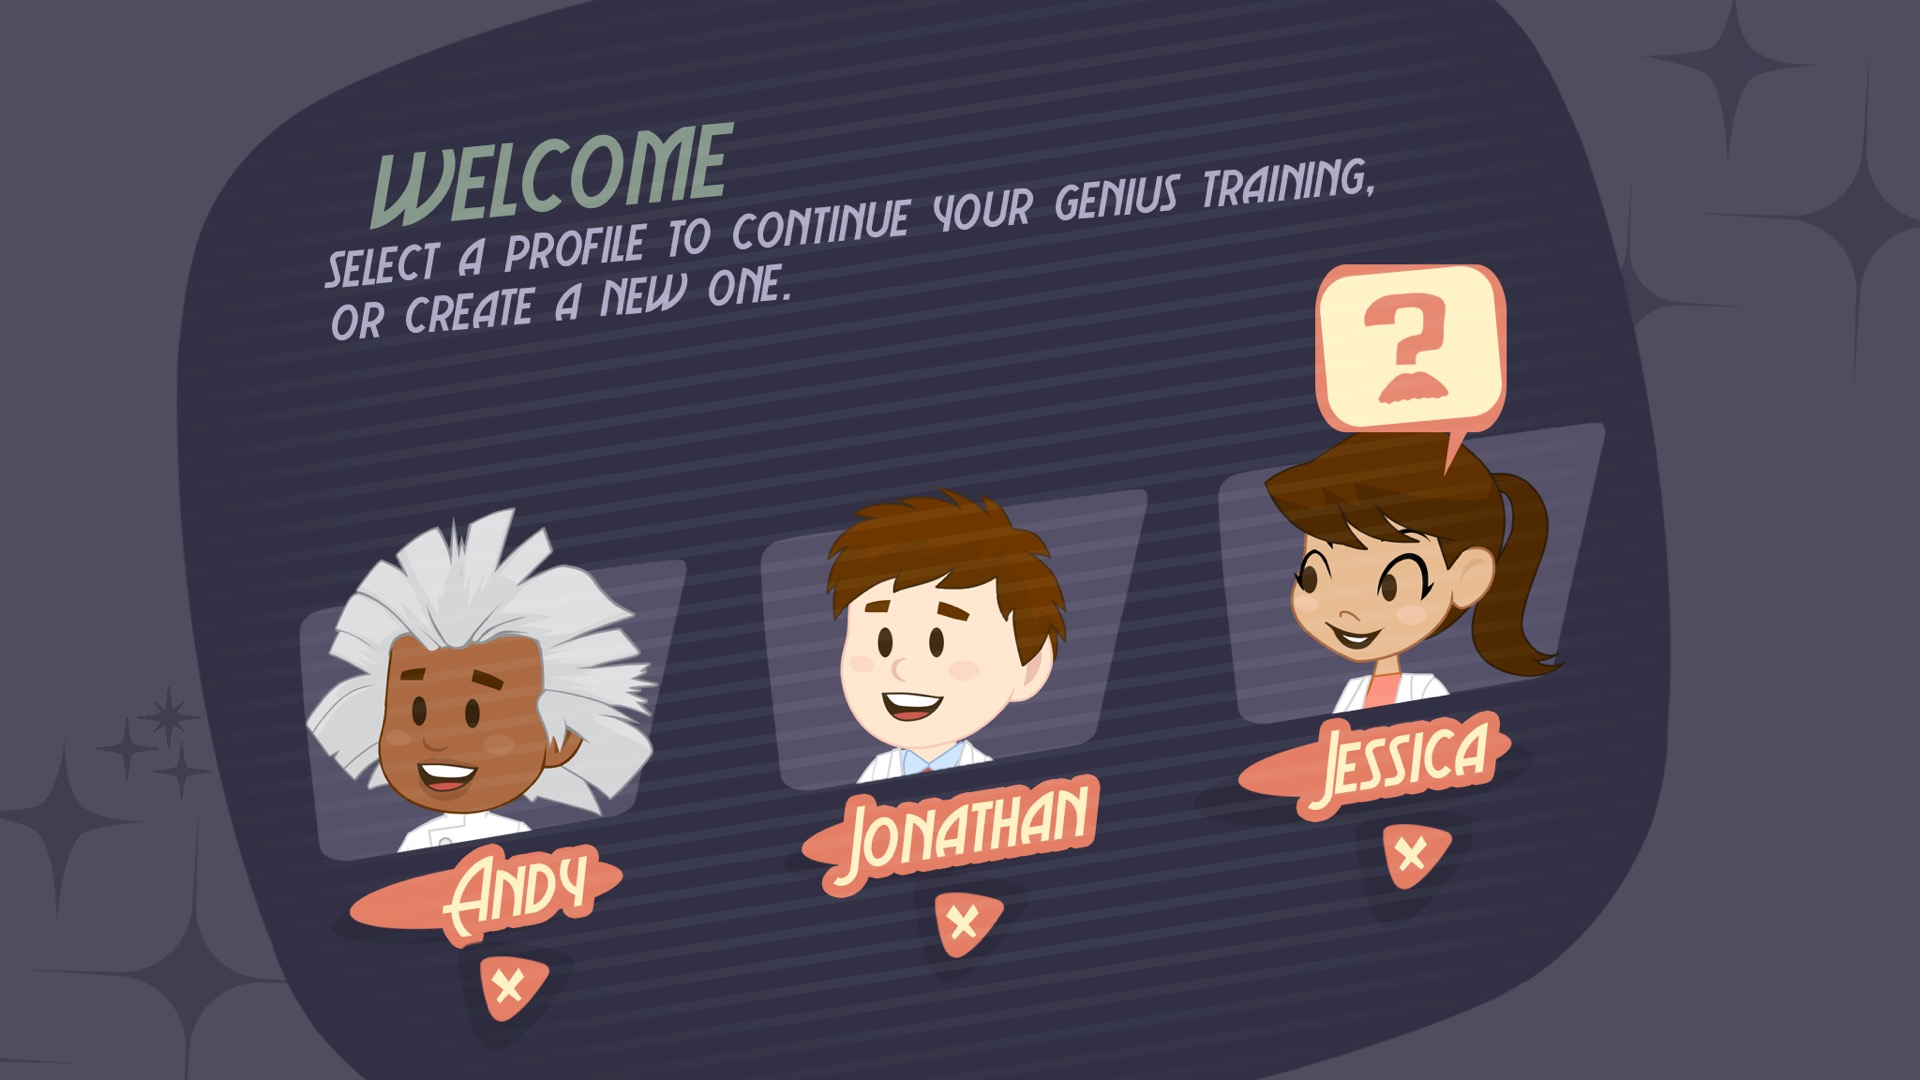 WELCOME
SELECT A PROFILE TO CONTINUE YOUR GENIUS TRAINING,
OR CREATE A NEW ONE.
?
ANDY
JONATHAN
JESSICA